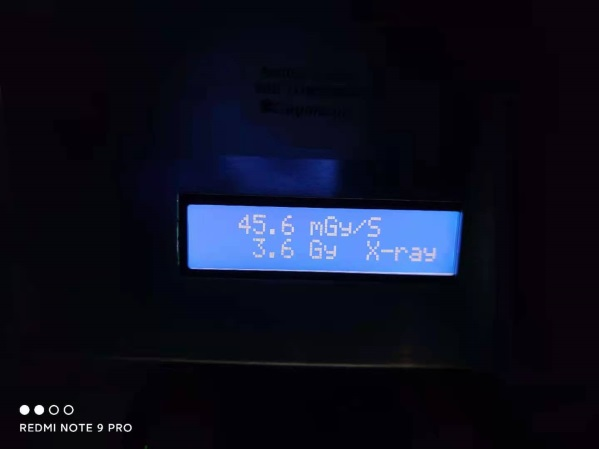 45.6 mGy/S
3.6 Gy X-ray
REDMI NOTE 9 PRO